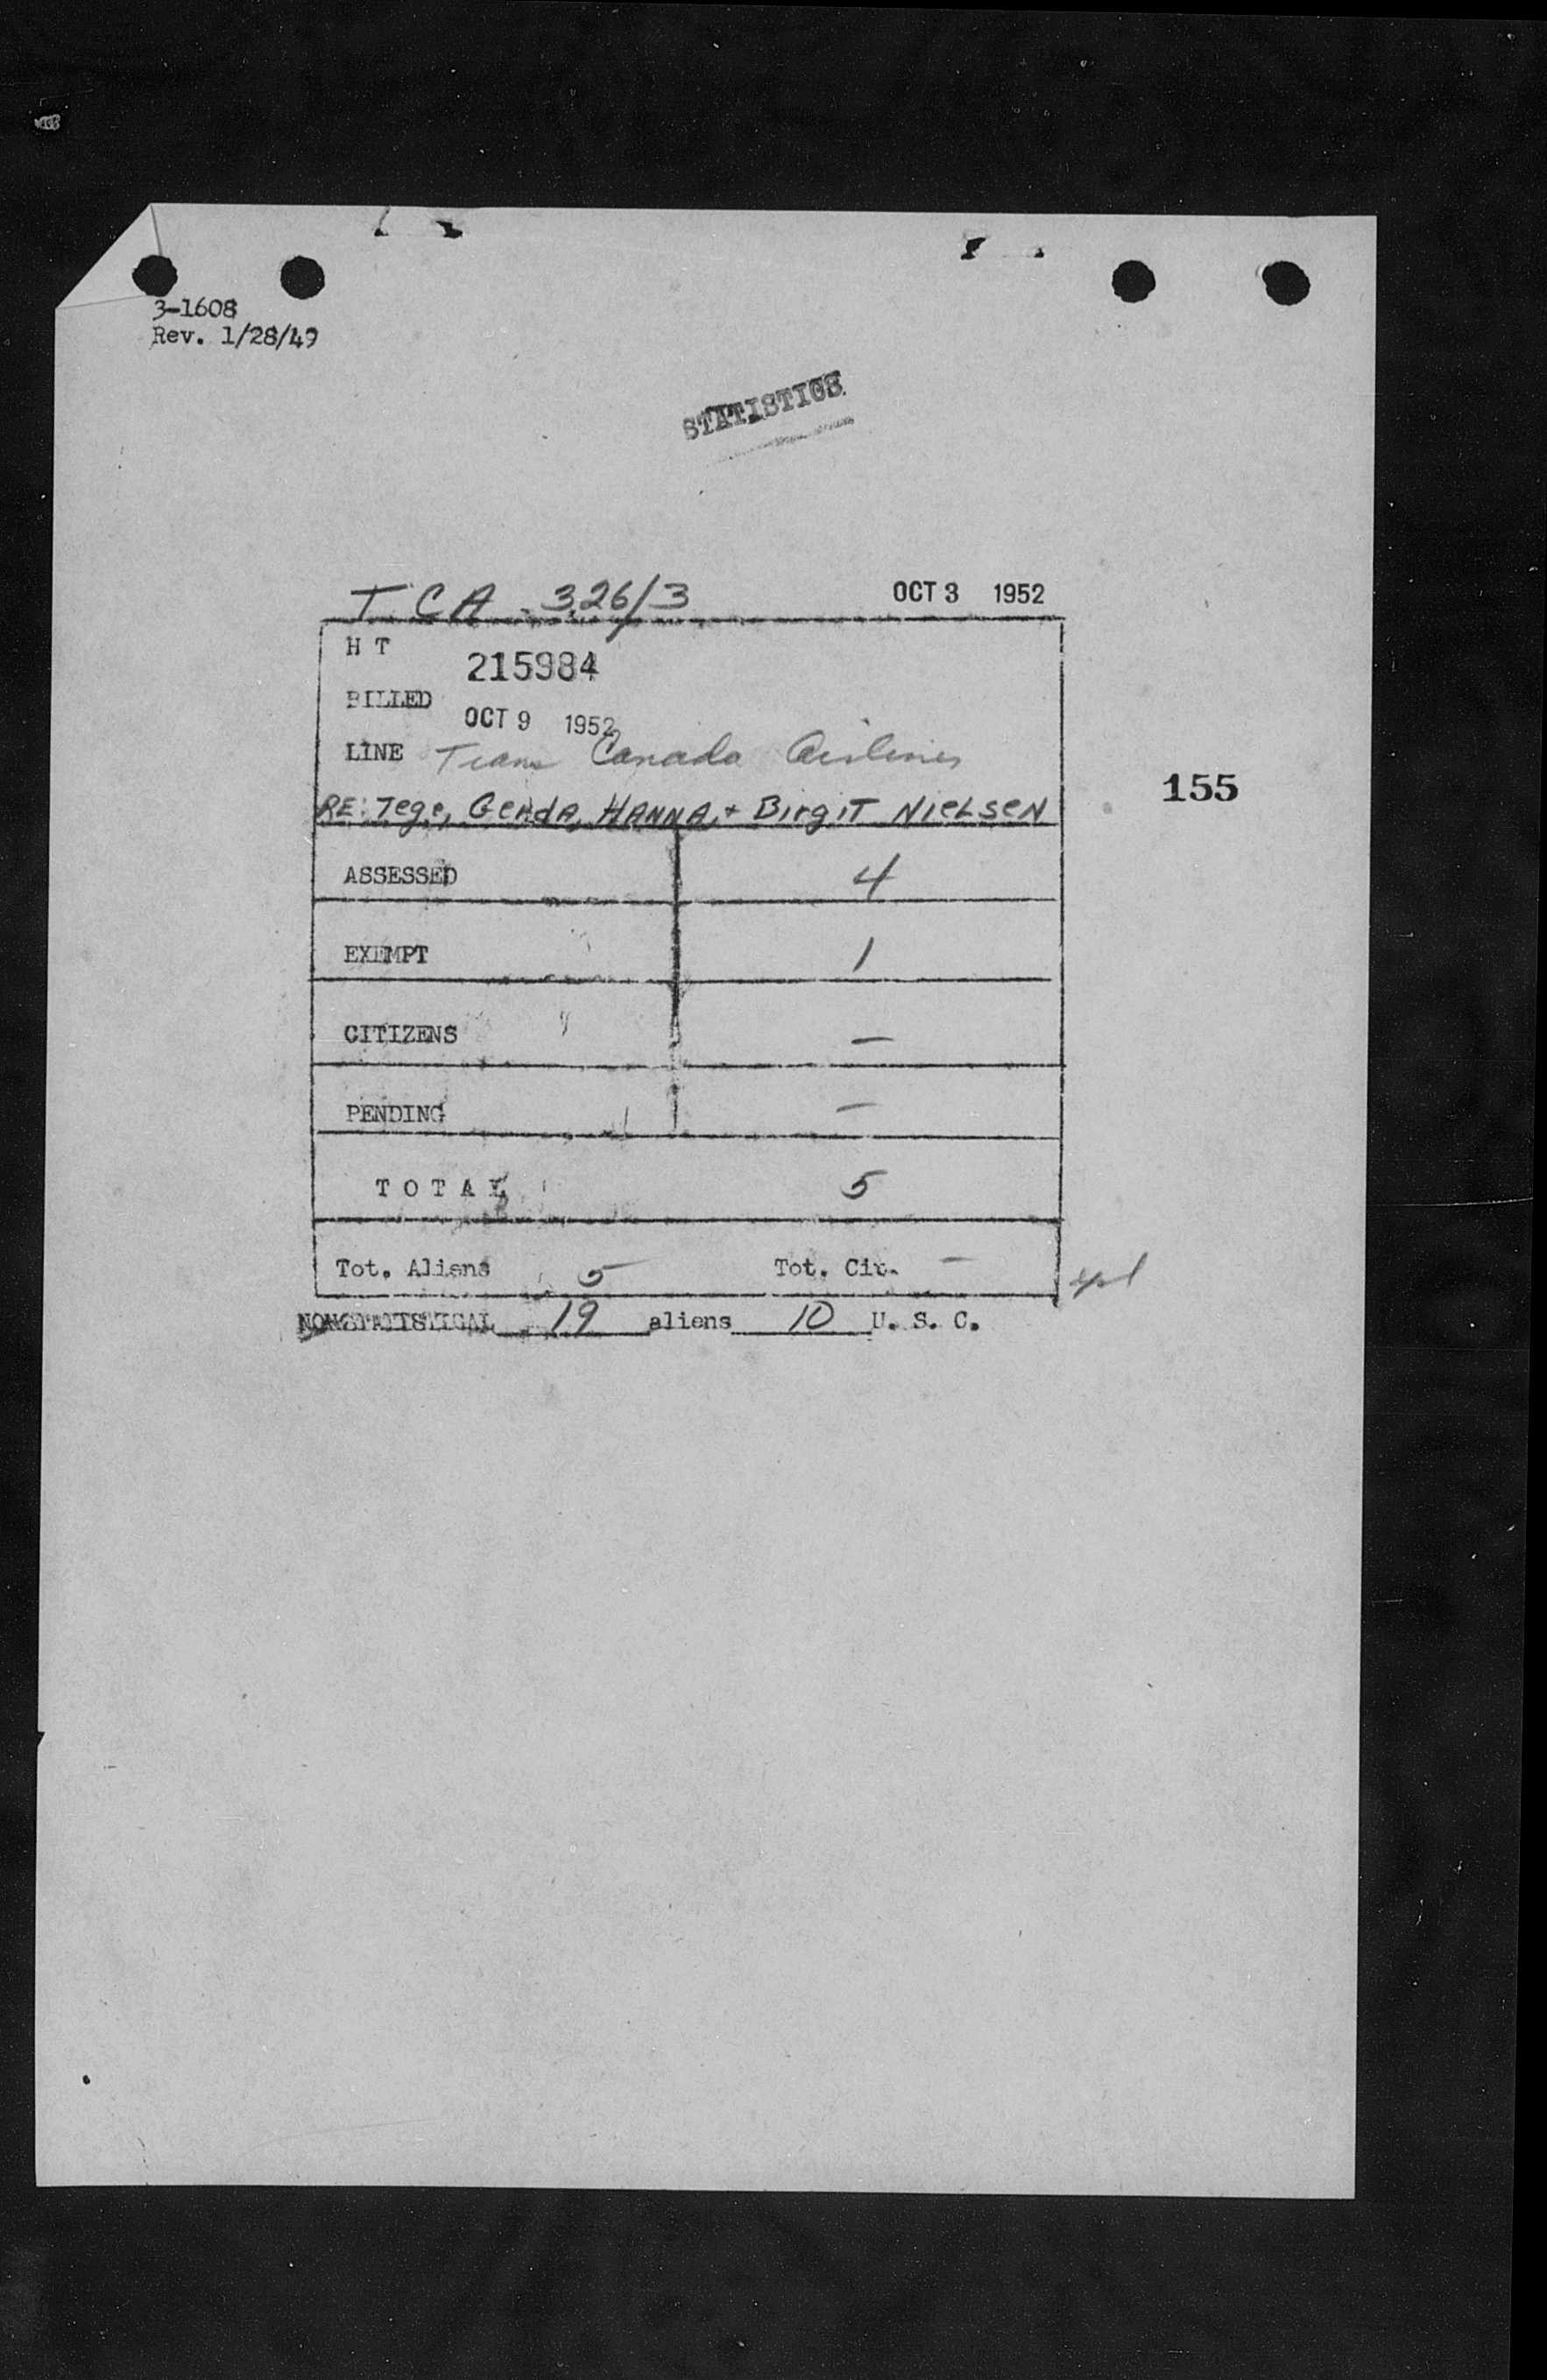 3-1608
Rev. 1/28/49
STATISTICS
T C A 326/3 OCT 3 1952
H T
215984
BILLED
OCT 9 1952
LINE Trans Canada Airlines
155
RE: Tege, Gerda, HANNA, + BirgiT NieLSeN
ASSESSED 4
EXEMPT 1
CITIZENS —
PENDING —
T O T A L 5
Tot. Aliens 5 Tot. Cit. —
NONSTATISTICAL 19 aliens 10 U. S. C.